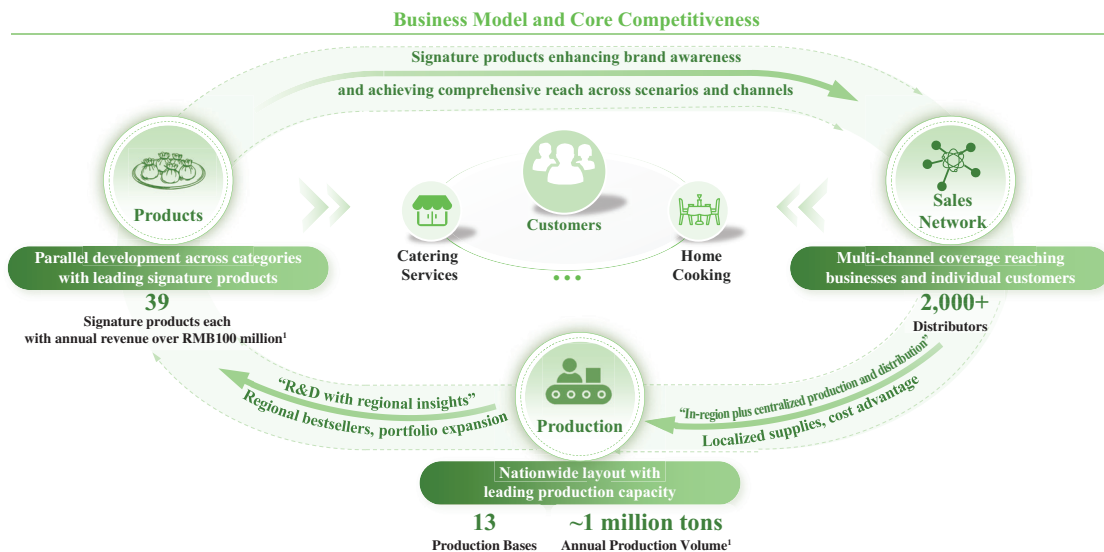 Business Model and Core Competitiveness
Signature products enhancing brand awareness
and achieving comprehensive reach across scenarios and channels
Products
Parallel development across categories
with leading signature products
39
Signature products each
with annual revenue over RMB100 million¹
Customers
Catering
Services
Home
Cooking
Sales
Network
Multi-channel coverage reaching
businesses and individual customers
2,000+
Distributors
“In-region plus centralized production and distribution”
Localized supplies, cost advantage
“R&D with regional insights”
Regional bestsellers, portfolio expansion
Production
Nationwide layout with
leading production capacity
13
Production Bases
~1 million tons
Annual Production Volume¹